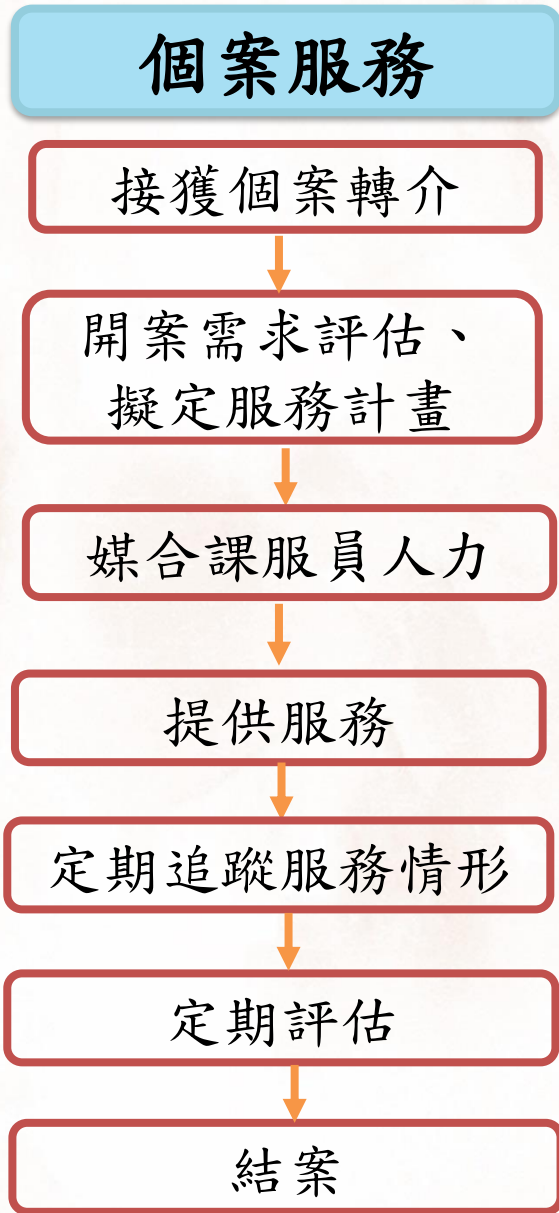 個案服務
接獲個案轉介
開案需求評估、
擬定服務計畫
媒合課服員人力
提供服務
定期追蹤服務情形
定期評估
結案